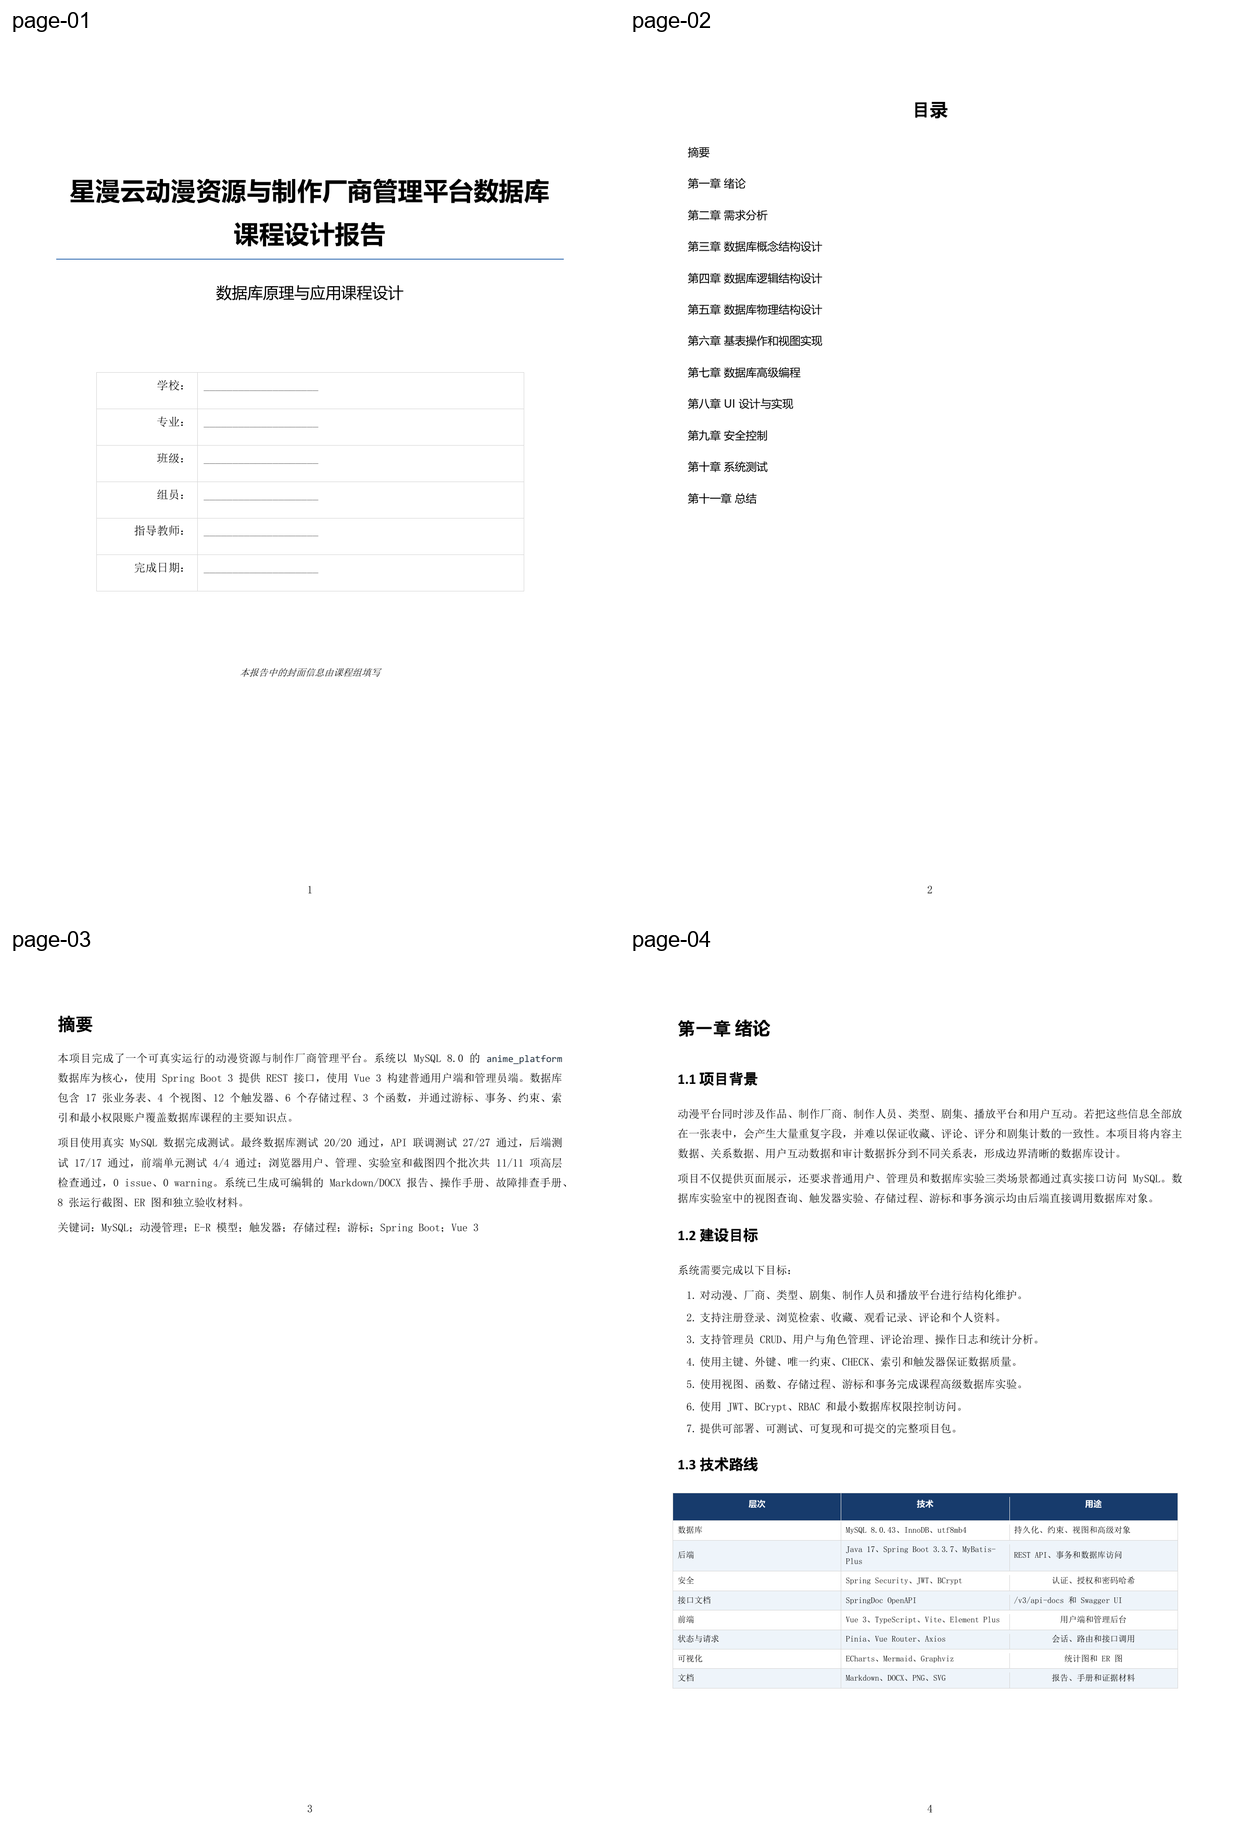 page-01
星漫云动漫资源与制作厂商管理平台数据库
课程设计报告
数据库原理与应用课程设计
学校： ____________________
专业： ____________________
班级： ____________________
组员： ____________________
指导教师： ____________________
完成日期： ____________________
本报告中的封面信息由课程组填写
1
page-02
目录
摘要
第一章 绪论
第二章 需求分析
第三章 数据库概念结构设计
第四章 数据库逻辑结构设计
第五章 数据库物理结构设计
第六章 基表操作和视图实现
第七章 数据库高级编程
第八章 UI 设计与实现
第九章 安全控制
第十章 系统测试
第十一章 总结
2
page-03
摘要
本项目完成了一个可真实运行的动漫资源与制作厂商管理平台。系统以 MySQL 8.0 的 anime_platform
数据库为核心，使用 Spring Boot 3 提供 REST 接口，使用 Vue 3 构建普通用户端和管理员端。数据库
包含 17 张业务表、4 个视图、12 个触发器、6 个存储过程、3 个函数，并通过游标、事务、约束、索
引和最小权限账户覆盖数据库课程的主要知识点。
项目使用真实 MySQL 数据完成测试。最终数据库测试 20/20 通过，API 联调测试 27/27 通过，后端测
试 17/17 通过，前端单元测试 4/4 通过；浏览器用户、管理、实验室和截图四个批次共 11/11 项高层
检查通过，0 issue、0 warning。系统已生成可编辑的 Markdown/DOCX 报告、操作手册、故障排查手册、
8 张运行截图、ER 图和独立验收材料。
关键词：MySQL；动漫管理；E-R 模型；触发器；存储过程；游标；Spring Boot；Vue 3
3
page-04
第一章 绪论
1.1 项目背景
动漫平台同时涉及作品、制作厂商、制作人员、类型、剧集、播放平台和用户互动。若把这些信息全部放
在一张表中，会产生大量重复字段，并难以保证收藏、评论、评分和剧集计数的一致性。本项目将内容主
数据、关系数据、用户互动数据和审计数据拆分到不同关系表，形成边界清晰的数据库设计。
项目不仅提供页面展示，还要求普通用户、管理员和数据库实验三类场景都通过真实接口访问 MySQL。数
据库实验室中的视图查询、触发器实验、存储过程、游标和事务演示均由后端直接调用数据库对象。
1.2 建设目标
系统需要完成以下目标：
1. 对动漫、厂商、类型、剧集、制作人员和播放平台进行结构化维护。
2. 支持注册登录、浏览检索、收藏、观看记录、评论和个人资料。
3. 支持管理员 CRUD、用户与角色管理、评论治理、操作日志和统计分析。
4. 使用主键、外键、唯一约束、CHECK、索引和触发器保证数据质量。
5. 使用视图、函数、存储过程、游标和事务完成课程高级数据库实验。
6. 使用 JWT、BCrypt、RBAC 和最小数据库权限控制访问。
7. 提供可部署、可测试、可复现和可提交的完整项目包。
1.3 技术路线
层次 技术 用途
数据库 MySQL 8.0.43、InnoDB、utf8mb4 持久化、约束、视图和高级对象
后端 Java 17、Spring Boot 3.3.7、MyBatis-
Plus REST API、事务和数据库访问
安全 Spring Security、JWT、BCrypt 认证、授权和密码哈希
接口文档 SpringDoc OpenAPI /v3/api-docs 和 Swagger UI
前端 Vue 3、TypeScript、Vite、Element Plus 用户端和管理后台
状态与请求 Pinia、Vue Router、Axios 会话、路由和接口调用
可视化 ECharts、Mermaid、Graphviz 统计图和 ER 图
文档 Markdown、DOCX、PNG、SVG 报告、手册和证据材料
4